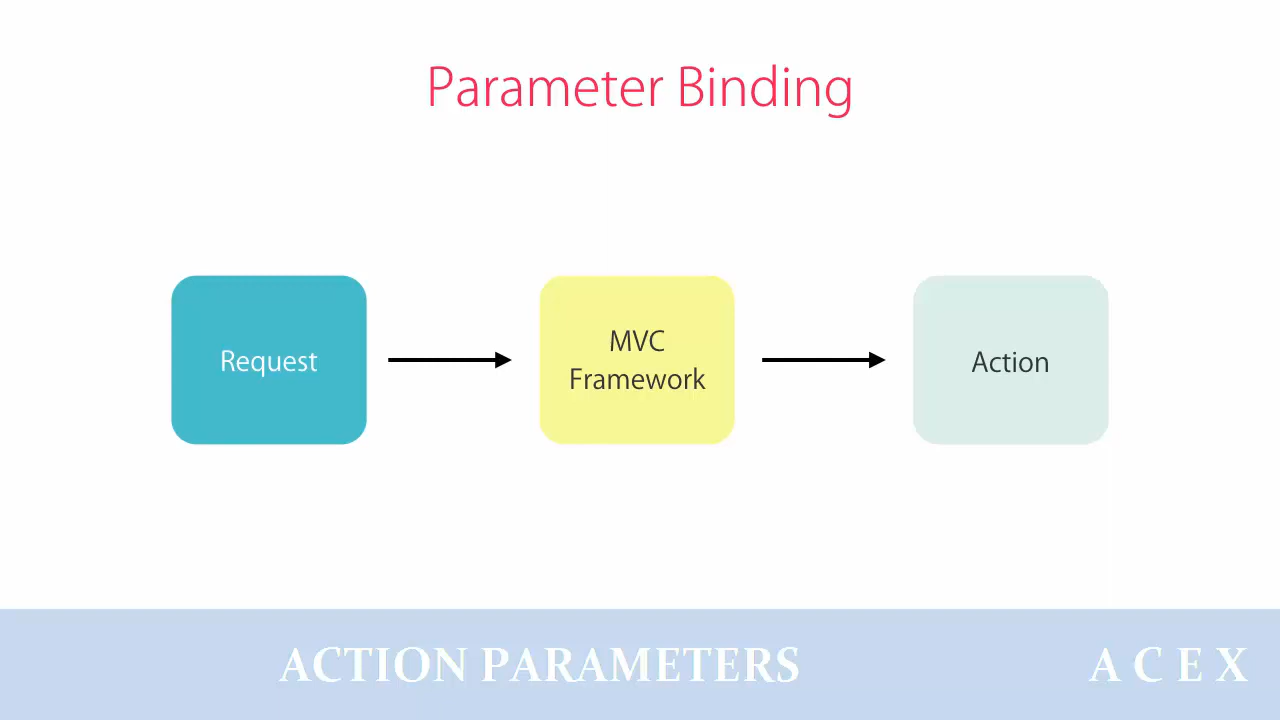 Parameter Binding
Request
MVC
Framework
Action
ACTION PARAMETERS
A C E X